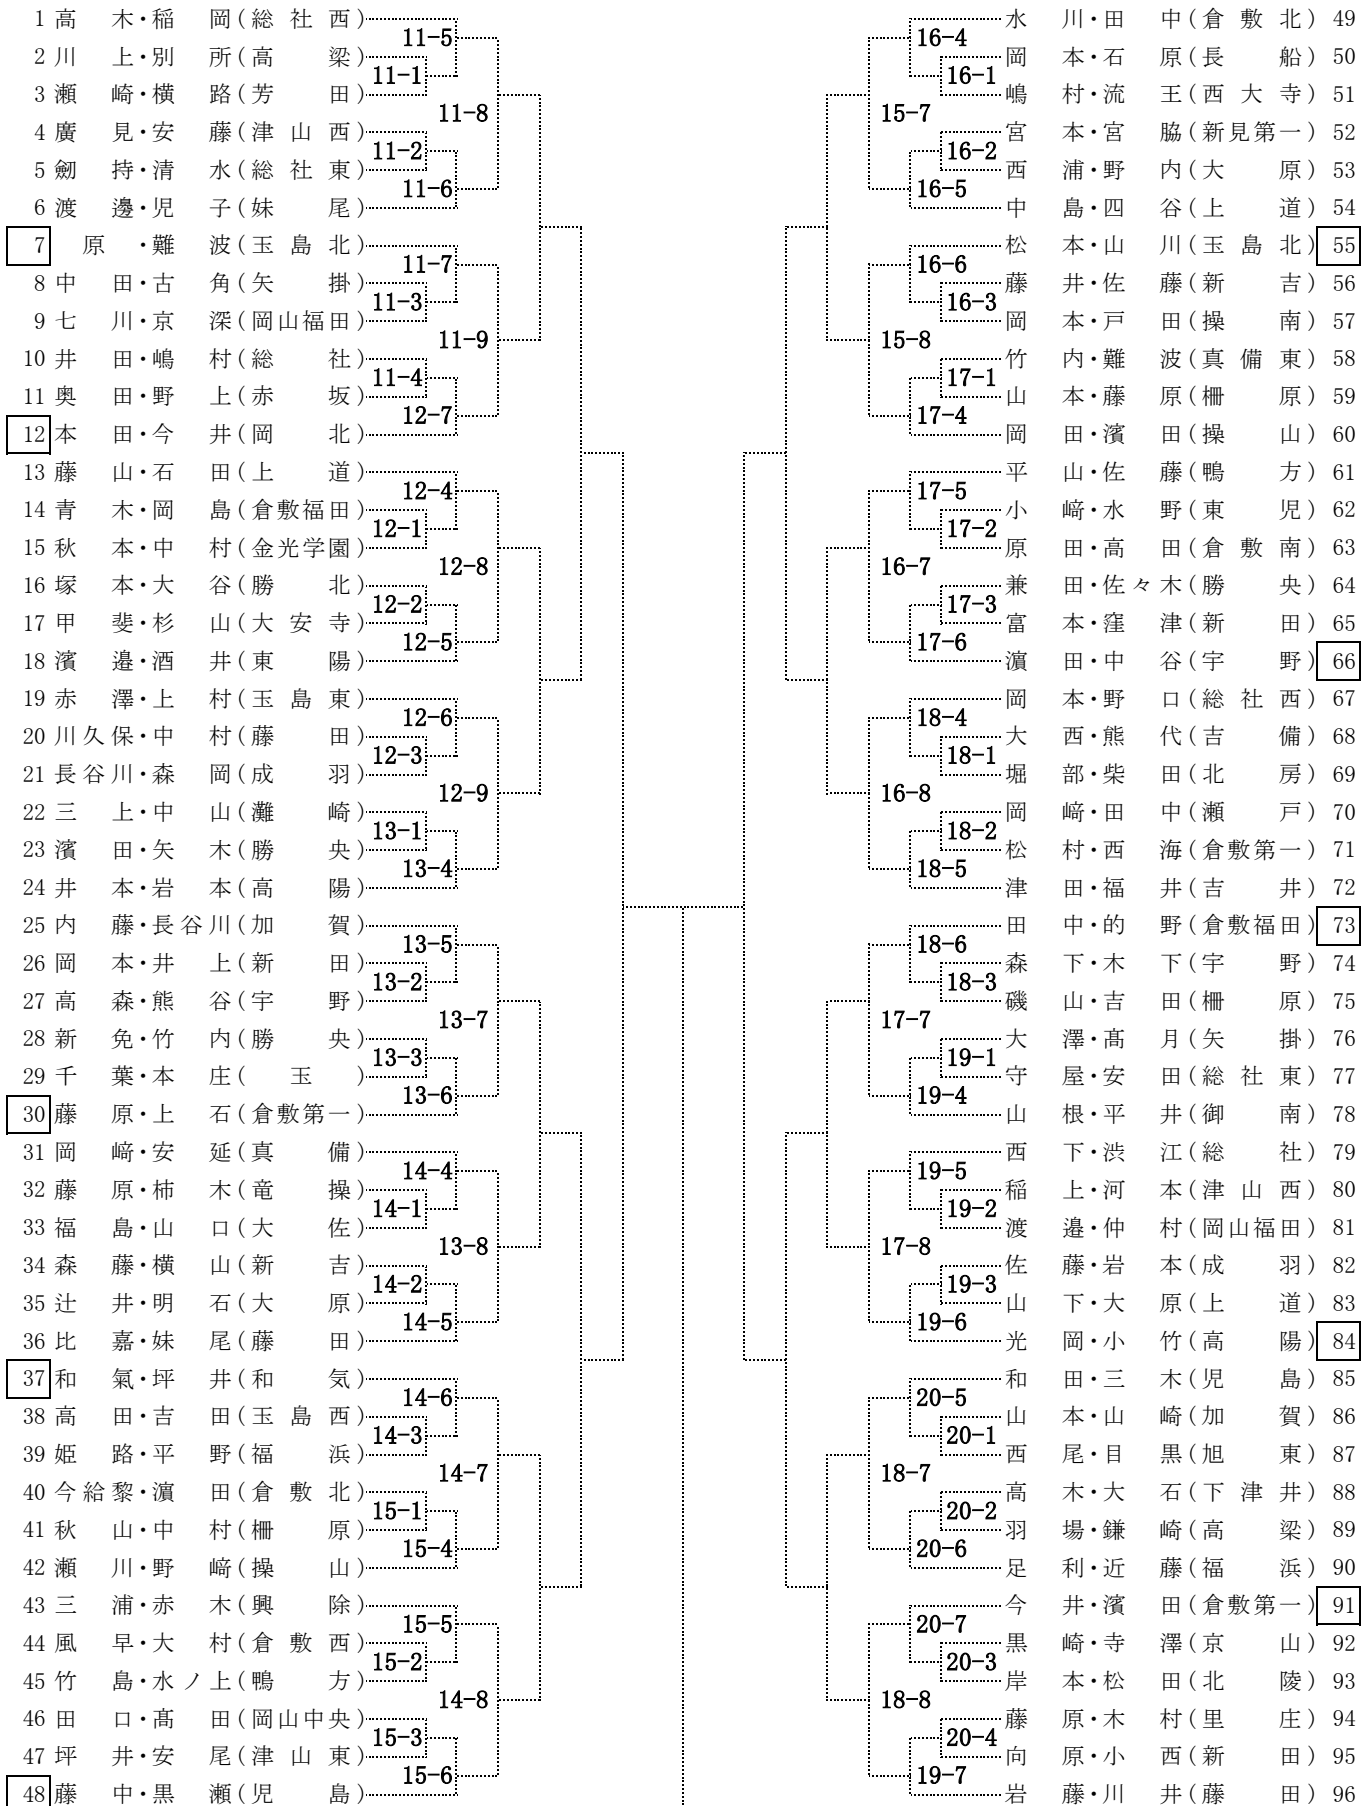 1 高木・稲岡(総社西)
11-5
2 川上・別所(高梁)
11-1
3 瀬崎・横路(芳田)
11-8
4 廣見・安藤(津山西)
11-2
5 劒持・清水(総社東)
11-6
6 渡邊・児子(妹尾)
7 原・難波(玉島北)
11-7
8 中田・古角(矢掛)
11-3
9 七川・京深(岡山福田)
11-9
10 井田・嶋村(総社)
11-4
11 奥田・野上(赤坂)
12-7
12 本田・今井(岡北)
13 藤山・石田(上道)
12-4
14 青木・岡島(倉敷福田)
12-1
15 秋本・中村(金光学園)
12-8
16 塚本・大谷(勝北)
12-2
17 甲斐・杉山(大安寺)
12-5
18 濱邉・酒井(東陽)
19 赤澤・上村(玉島東)
12-6
20 川久保・中村(藤田)
12-3
21 長谷川・森岡(成羽)
12-9
22 三上・中山(灘崎)
13-1
23 濱田・矢木(勝央)
13-4
24 井本・岩本(高陽)
25 内藤・長谷川(加賀)
13-5
26 岡本・井上(新田)
13-2
27 高森・熊谷(宇野)
13-7
28 新免・竹内(勝央)
13-3
29 千葉・本庄(玉)
13-6
30 藤原・上石(倉敷第一)
31 岡﨑・安延(真備)
14-4
32 藤原・柿木(竜操)
14-1
33 福島・山口(大佐)
13-8
34 森藤・横山(新吉)
14-2
35 辻井・明石(大原)
14-5
36 比嘉・妹尾(藤田)
37 和氣・坪井(和気)
14-6
38 高田・吉田(玉島西)
14-3
39 姫路・平野(福浜)
14-7
40 今給黎・濵田(倉敷北)
15-1
41 秋山・中村(柵原)
15-4
42 瀬川・野﨑(操山)
43 三浦・赤木(興除)
15-5
44 風早・大村(倉敷西)
15-2
45 竹島・水ノ上(鴨方)
14-8
46 田口・髙田(岡山中央)
15-3
47 坪井・安尾(津山東)
15-6
48 藤中・黒瀬(児島)
水川・田中(倉敷北) 49
16-4
岡本・石原(長船) 50
16-1
嶋村・流王(西大寺) 51
15-7
宮本・宮脇(新見第一) 52
16-2
西浦・野内(大原) 53
16-5
中島・四谷(上道) 54
松本・山川(玉島北) 55
16-6
藤井・佐藤(新吉) 56
16-3
岡本・戸田(操南) 57
15-8
竹内・難波(真備東) 58
17-1
山本・藤原(柵原) 59
17-4
岡田・濱田(操山) 60
平山・佐藤(鴨方) 61
17-5
小﨑・水野(東児) 62
17-2
原田・高田(倉敷南) 63
16-7
兼田・佐々木(勝央) 64
17-3
富本・窪津(新田) 65
17-6
濵田・中谷(宇野) 66
岡本・野口(総社西) 67
18-4
大西・熊代(吉備) 68
18-1
堀部・柴田(北房) 69
16-8
岡﨑・田中(瀬戸) 70
18-2
松村・西海(倉敷第一) 71
18-5
津田・福井(吉井) 72
田中・的野(倉敷福田) 73
18-6
森下・木下(宇野) 74
18-3
磯山・吉田(柵原) 75
17-7
大澤・髙月(矢掛) 76
19-1
守屋・安田(総社東) 77
19-4
山根・平井(御南) 78
西下・渋江(総社) 79
19-5
稲上・河本(津山西) 80
19-2
渡邉・仲村(岡山福田) 81
17-8
佐藤・岩本(成羽) 82
19-3
山下・大原(上道) 83
19-6
光岡・小竹(高陽) 84
和田・三木(児島) 85
20-5
山本・山崎(加賀) 86
20-1
西尾・目黒(旭東) 87
18-7
高木・大石(下津井) 88
20-2
羽場・鎌崎(高梁) 89
20-6
足利・近藤(福浜) 90
今井・濱田(倉敷第一) 91
20-7
黒崎・寺澤(京山) 92
20-3
岸本・松田(北陵) 93
18-8
藤原・木村(里庄) 94
20-4
向原・小西(新田) 95
19-7
岩藤・川井(藤田) 96